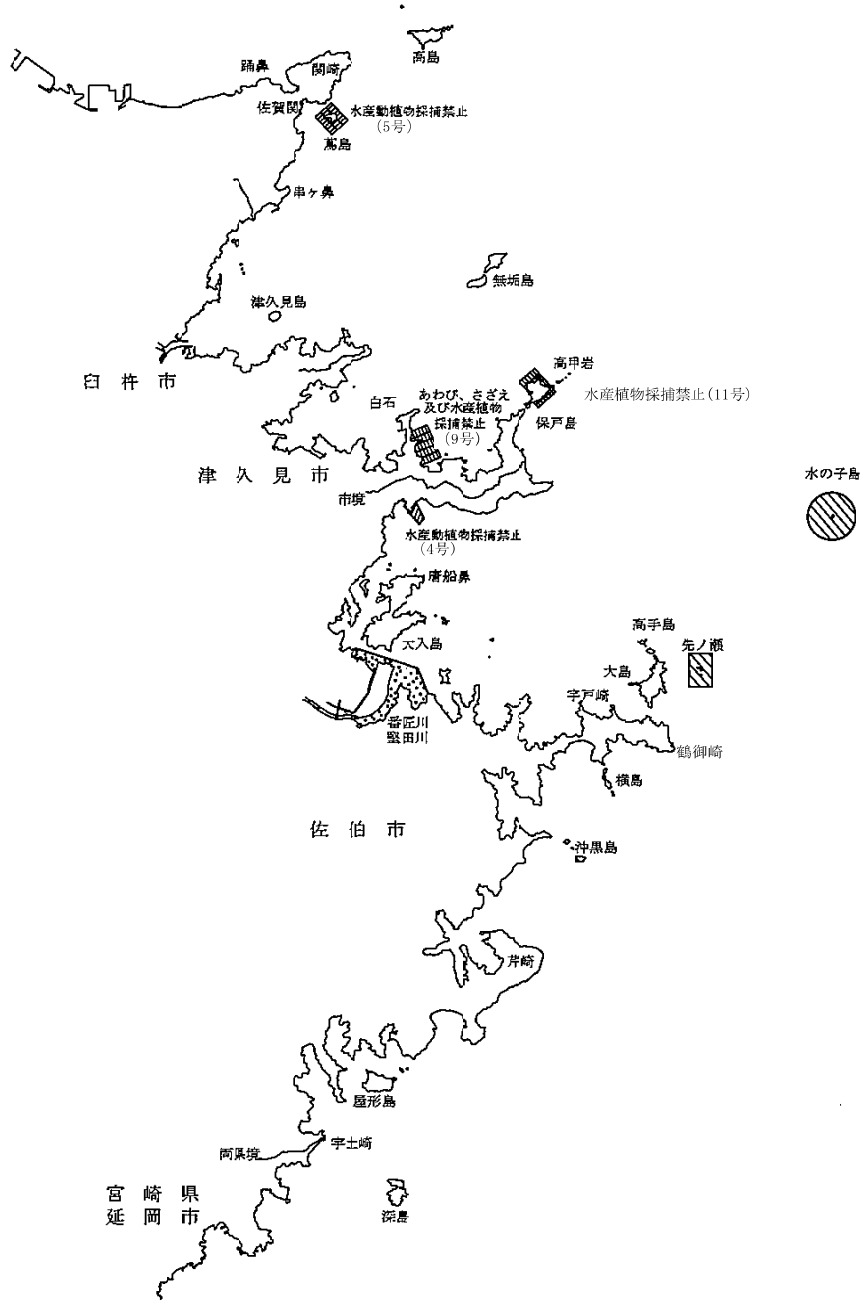 高島
踊鼻
関崎
佐賀関
水産動植物採捕禁止
(5号)
蔦島
串ヶ鼻
無垢島
津久見島
臼杵市
高甲岩
水産植物採捕禁止(11号)
保戸島
白石
あわび、さざえ
及び水産植物
採捕禁止
(9号)
津久見市
市境
水の子島
水産動植物採捕禁止
(4号)
唐船鼻
大入島
高手島
先ノ瀬
大島
宇戸崎
番匠川
堅田川
鶴御崎
横島
佐伯市
沖黒島
芹崎
屋形島
両県境
宇土崎
宮崎県
延岡市
深島